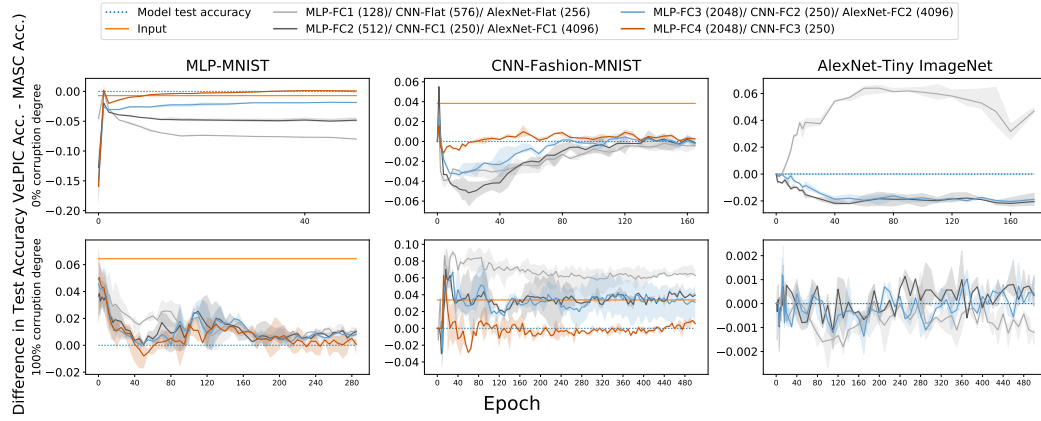 Model test accuracy
Input
MLP-FC1 (128)/ CNN-Flat (576)/ AlexNet-Flat (256)
MLP-FC2 (512)/ CNN-FC1 (250)/ AlexNet-FC1 (4096)
MLP-FC3 (2048)/ CNN-FC2 (250)/ AlexNet-FC2 (4096)
MLP-FC4 (2048)/ CNN-FC3 (250)
Difference in Test Accuracy VeLPIC Acc. - MASC Acc.)
0% corruption degree
100% corruption degree
MLP-MNIST
0.00
−0.05
−0.10
−0.15
−0.20
0 40
CNN-Fashion-MNIST
0.06
0.04
0.02
0.00
−0.02
−0.04
−0.06
0 40 80 120 160
AlexNet-Tiny ImageNet
0.06
0.04
0.02
0.00
−0.02
0 40 80 120 160
0.06
0.04
0.02
0.00
−0.02
0 40 80 120 160 200 240 280
0.10
0.08
0.06
0.04
0.02
0.00
−0.02
−0.04
0 40 80 120 160 200 240 280 320 360 400 440 500
0.002
0.001
0.000
−0.001
−0.002
0 40 80 120 160 200 240 280 320 360 400 440 500
Epoch